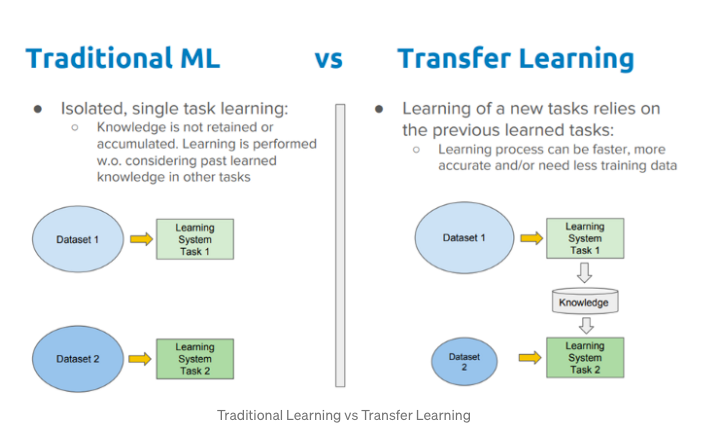 Traditional ML vs Transfer Learning
Isolated, single task learning:
Knowledge is not retained or
accumulated. Learning is performed
w.o. considering past learned
knowledge in other tasks
Learning of a new tasks relies on
the previous learned tasks:
Learning process can be faster, more
accurate and/or need less training data
Dataset 1
Learning
System
Task 1
Dataset 2
Learning
System
Task 2
Dataset 1
Learning
System
Task 1
Knowledge
Dataset
2
Learning
System
Task 2
Traditional Learning vs Transfer Learning